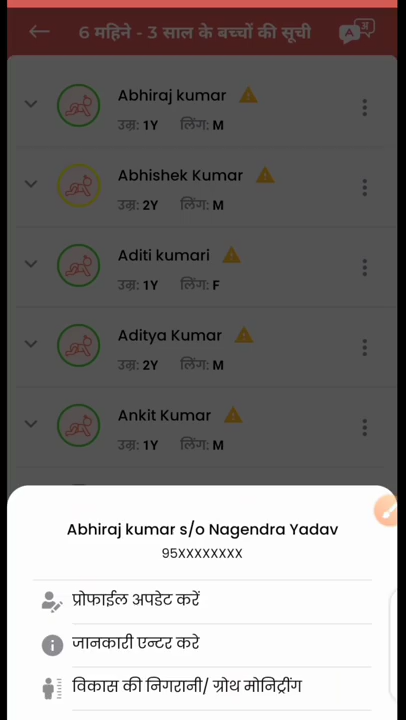 6 महिने - 3 साल के बच्चों की सूची
A अ
Abhiraj kumar
उम्र: 1Y लिंग: M
Abhishek Kumar
उम्र: 2Y लिंग: M
Aditi kumari
उम्र: 1Y लिंग: F
Aditya Kumar
उम्र: 2Y लिंग: M
Ankit Kumar
उम्र: 1Y लिंग: M
Abhiraj kumar s/o Nagendra Yadav
95XXXXXXXX
प्रोफाईल अपडेट करें
जानकारी एन्टर करे
विकास की निगरानी/ ग्रोथ मोनिट्रींग